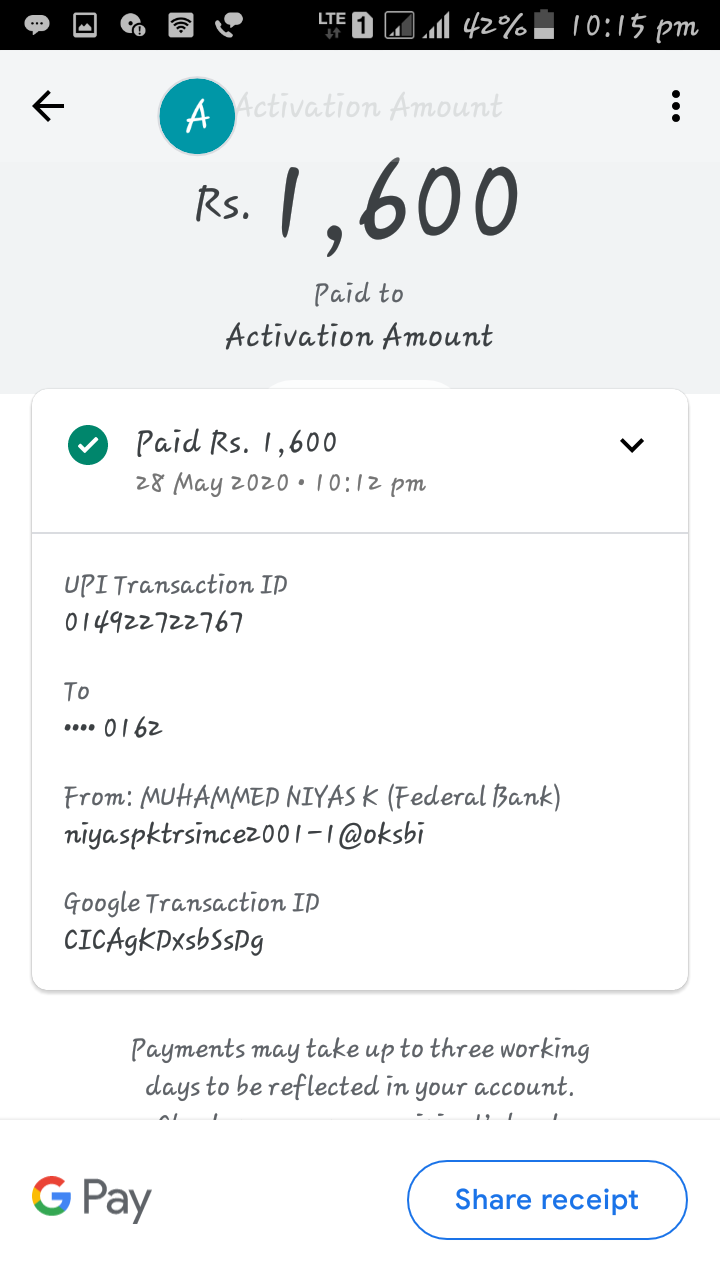 LTE 1 42% 10:15 pm
A Activation Amount
Rs. 1,600
Paid to
Activation Amount
Paid Rs. 1,600
28 May 2020 • 10:12 pm
UPI Transaction ID
014922722767
To
•••• 0162
From: MUHAMMED NIYAS K (Federal Bank)
niyaspktrsince2001-1@oksbi
Google Transaction ID
CICAgKDxsbSsDg
Payments may take up to three working
days to be reflected in your account.
G Pay
Share receipt